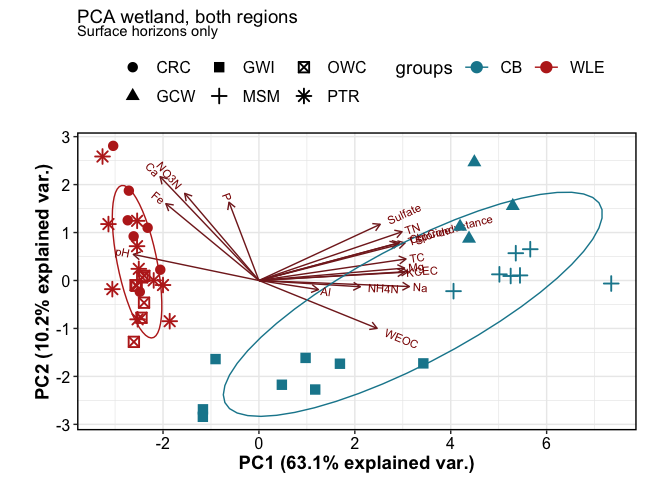 PCA wetland, both regions
Surface horizons only
CRC GWI OWC groups CB WLE
GCW MSM PTR
3
2
1
0
-1
-2
-3
PC2 (10.2% explained var.)
Ca
NO3N
Fe
P
pH
Sulfate
TN
TC
Mg
K
CEC
Na
NH4N
Al
WEOC
-2 0 2 4 6
PC1 (63.1% explained var.)